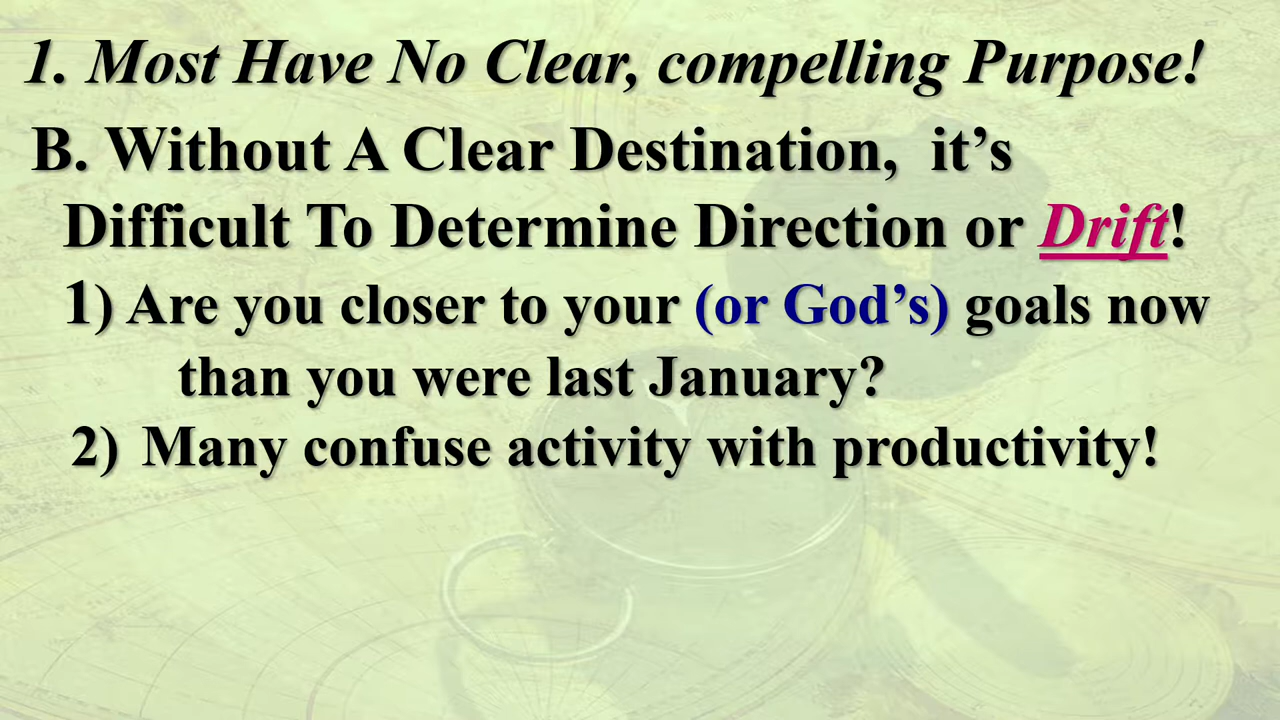 1. Most Have No Clear, compelling Purpose!
B. Without A Clear Destination, it’s
Difficult To Determine Direction or Drift!
1) Are you closer to your (or God’s) goals now
than you were last January?
2) Many confuse activity with productivity!